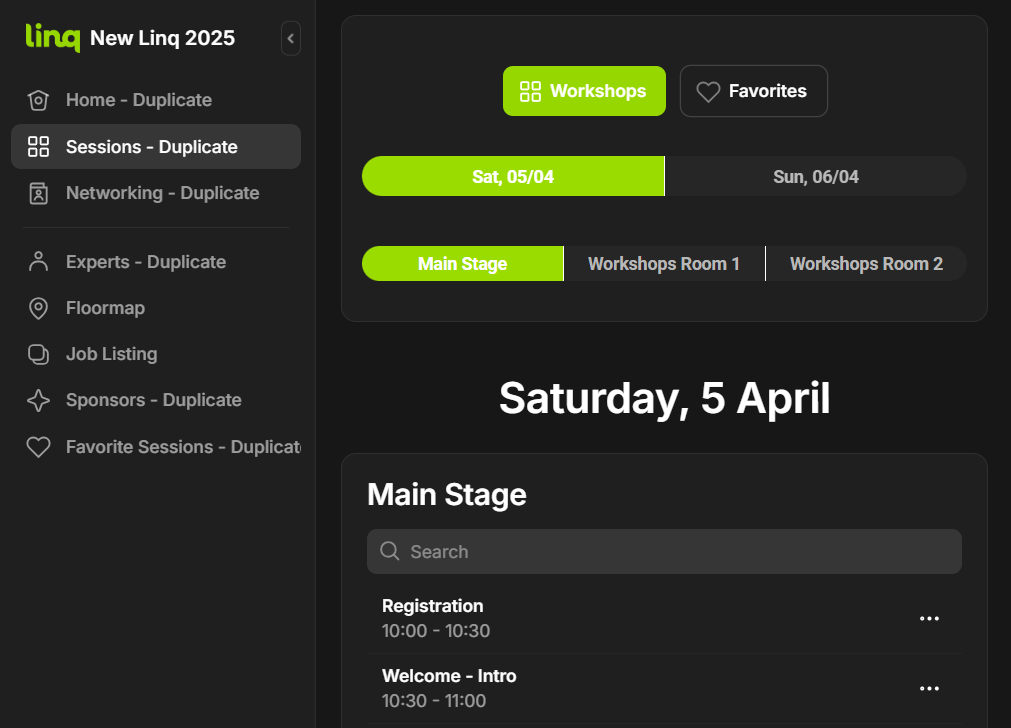 linq New Linq 2025
Home - Duplicate
Sessions - Duplicate
Networking - Duplicate
Experts - Duplicate
Floormap
Job Listing
Sponsors - Duplicate
Favorite Sessions - Duplicat
Workshops Favorites
Sat, 05/04 Sun, 06/04
Main Stage Workshops Room 1 Workshops Room 2
Saturday, 5 April
Main Stage
Search
Registration
10:00 - 10:30
Welcome - Intro
10:30 - 11:00